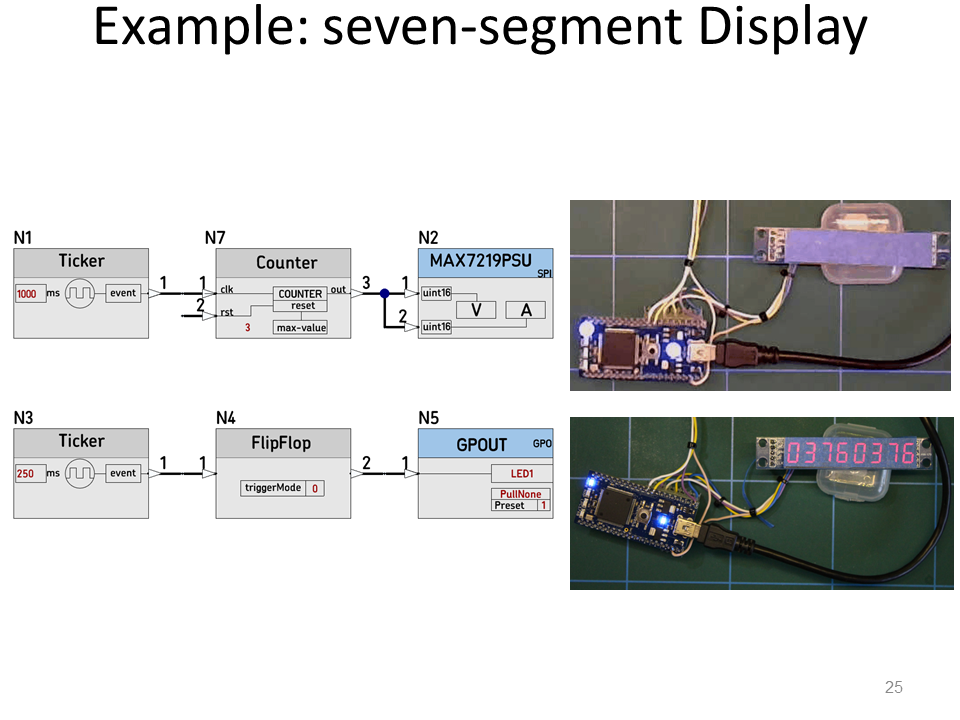 Example: seven-segment Display
N1
Ticker
1000 ms
event
1
N7
Counter
1
clk
2
rst
COUNTER
reset
3
max-value
out
3
N2
MAX7219PSU
SPI
1
uint16
V
A
2
uint16
N3
Ticker
250 ms
event
1
N4
FlipFlop
1
triggerMode 0
2
N5
GPOUT
GPO
1
LED1
PullNone
Preset 1
03760376
25